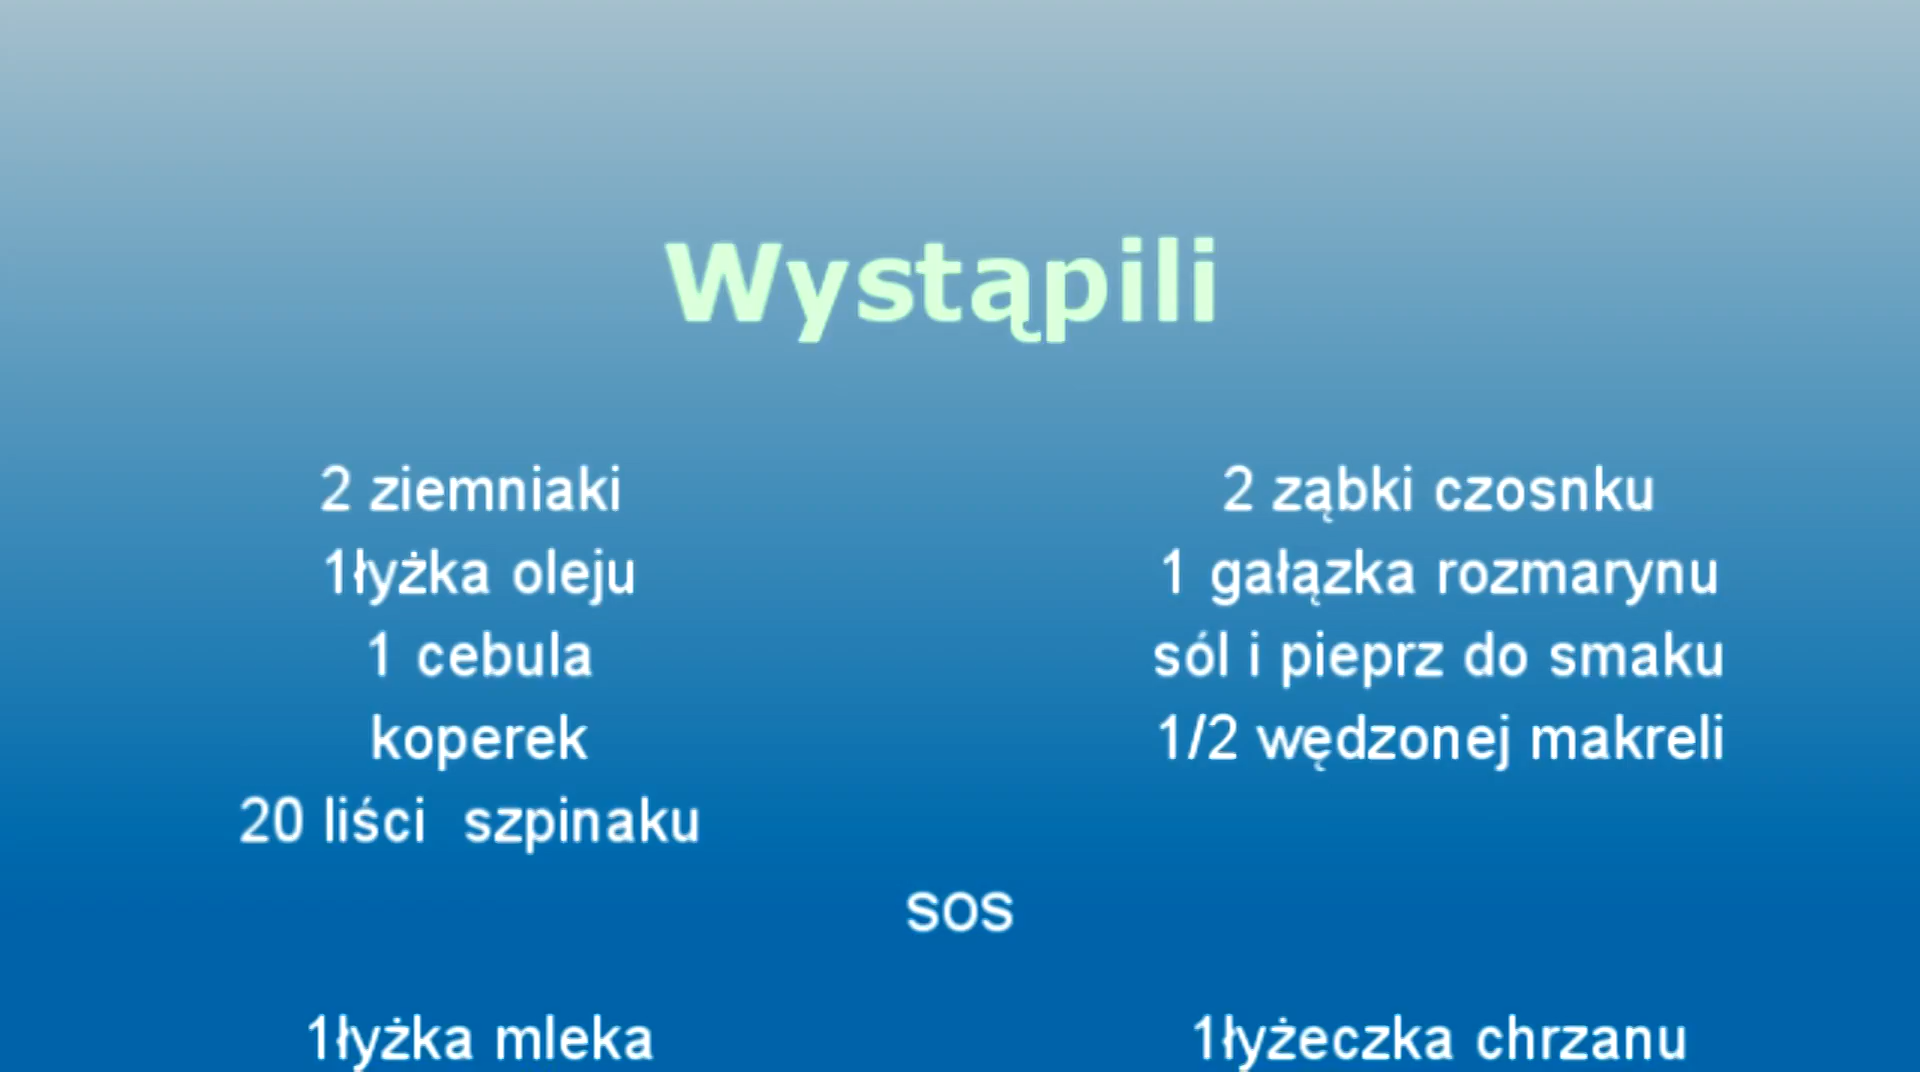 Wystąpili
2 ziemniaki
1łyżka oleju
1 cebula
koperek
20 liści szpinaku
2 ząbki czosnku
1 gałązka rozmarynu
sól i pieprz do smaku
1/2 wędzonej makreli
sos
1łyżka mleka
1łyżeczka chrzanu